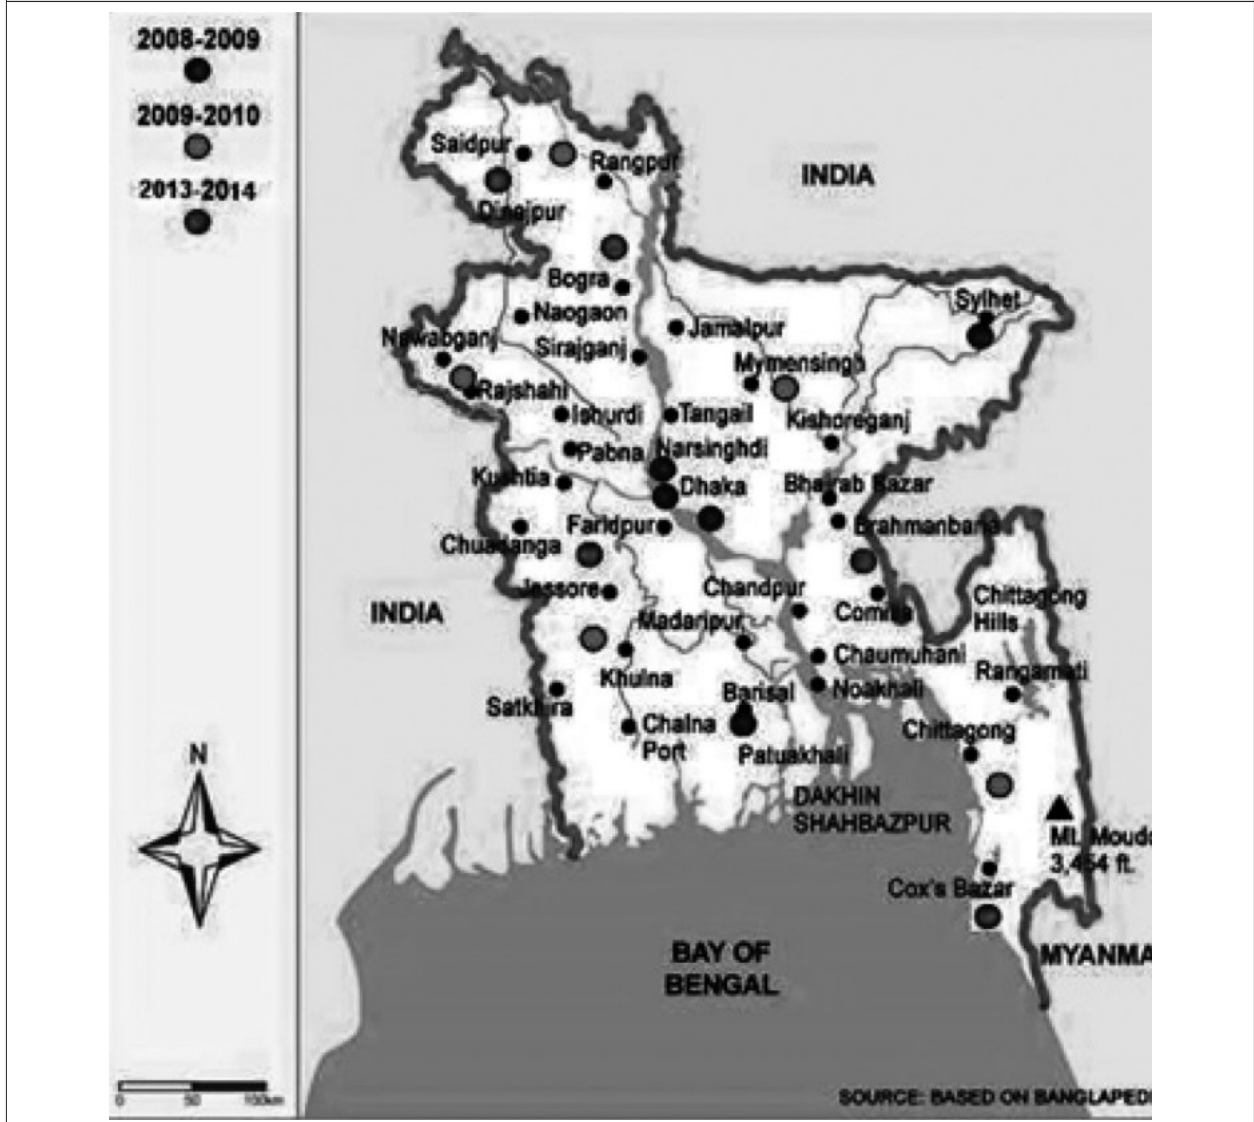 2008-2009
2009-2010
2013-2014
Saidpur
Rangpur
INDIA
Dinajpur
Bogra
Sylhet
Naogaon
Jamalpur
Nawabganj
Sirajganj
Mymensingh
Rajshahi
Ishurdi
Tangail
Kishoreganj
Pabna
Narsinghdi
Kushtia
Dhaka
Bhairab Bazar
Faridpur
Brahmanbaria
Chuadanga
Jessore
Chandpur
Chittagong
Hills
INDIA
Madaripur
Comilla
Chaumuhani
Rangamati
Khulna
Barisal
Noakhali
Satkhira
Chalna
Port
Chittagong
Patuakhali
N
DAKHIN
SHAHBAZPUR
Mt. Moudo
3,454 ft.
Cox's Bazar
BAY OF
BENGAL
MYANMA
0 50 100km
SOURCE: BASED ON BANGLAPEDI